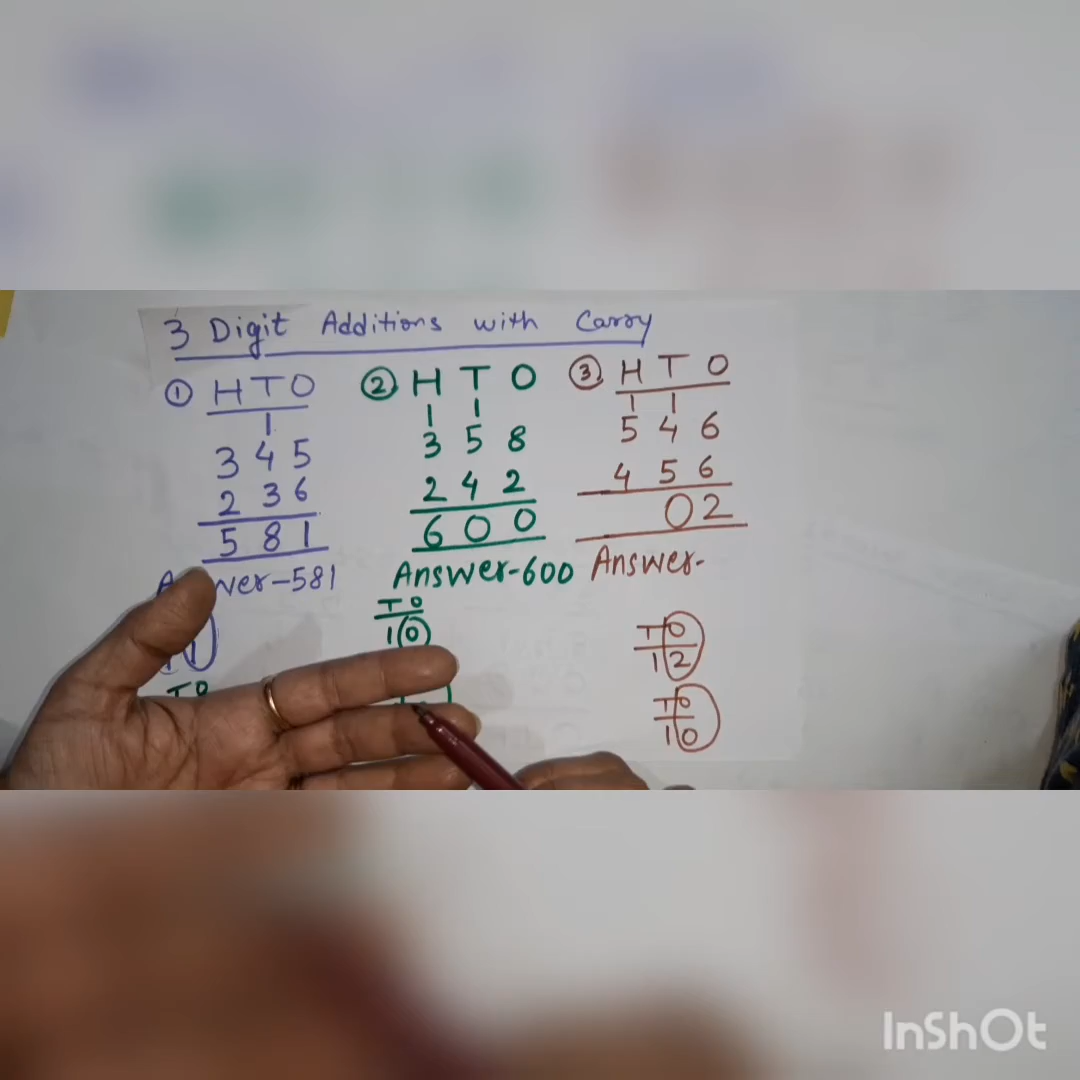 3 Digit Additions with Carry
① H T O
1
3 4 5
2 3 6
5 8 1
Answer-581
T O
② H T O
1 1
3 5 8
2 4 2
6 0 0
Answer-600
T O
1 0
③ H T O
1 1
5 4 6
4 5 6
0 2
Answer-
T O
1 2
T O
1 0
InShOt